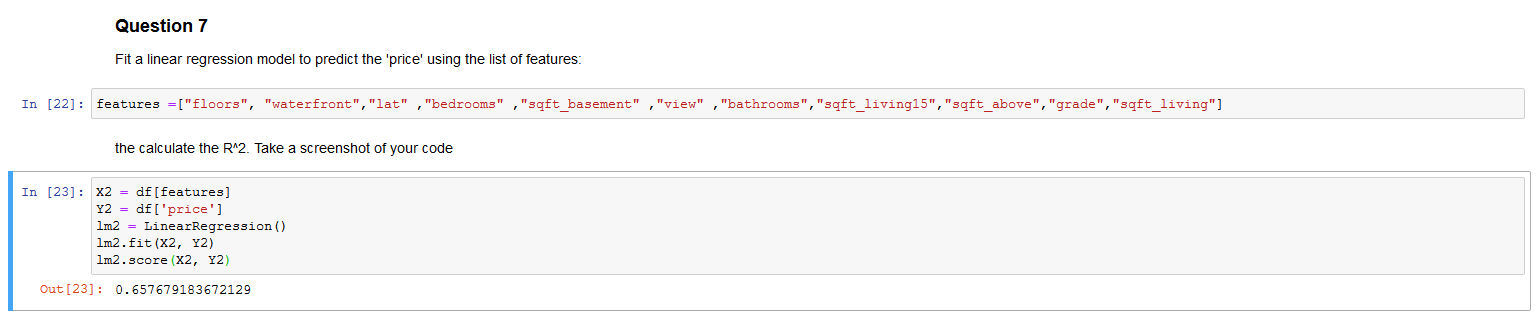 Question 7
Fit a linear regression model to predict the 'price' using the list of features:
In [22]: features =["floors", "waterfront","lat" ,"bedrooms" ,"sqft_basement" ,"view" ,"bathrooms","sqft_living15","sqft_above","grade","sqft_living"]
the calculate the R^2. Take a screenshot of your code
In [23]: X2 = df[features]
Y2 = df['price']
lm2 = LinearRegression()
lm2.fit(X2, Y2)
lm2.score(X2, Y2)
Out[23]: 0.657679183672129